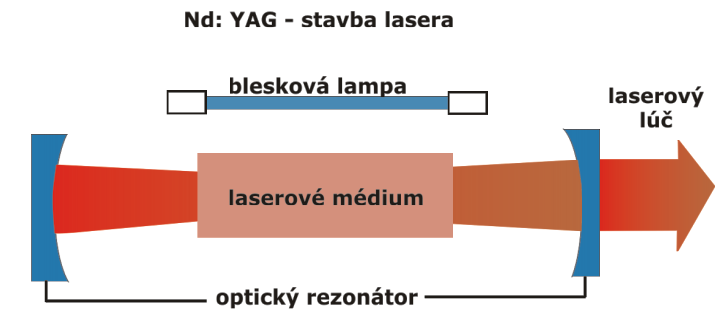 Nd: YAG - stavba lasera
blesková lampa
laserový
lúč
laserové médium
optický rezonátor